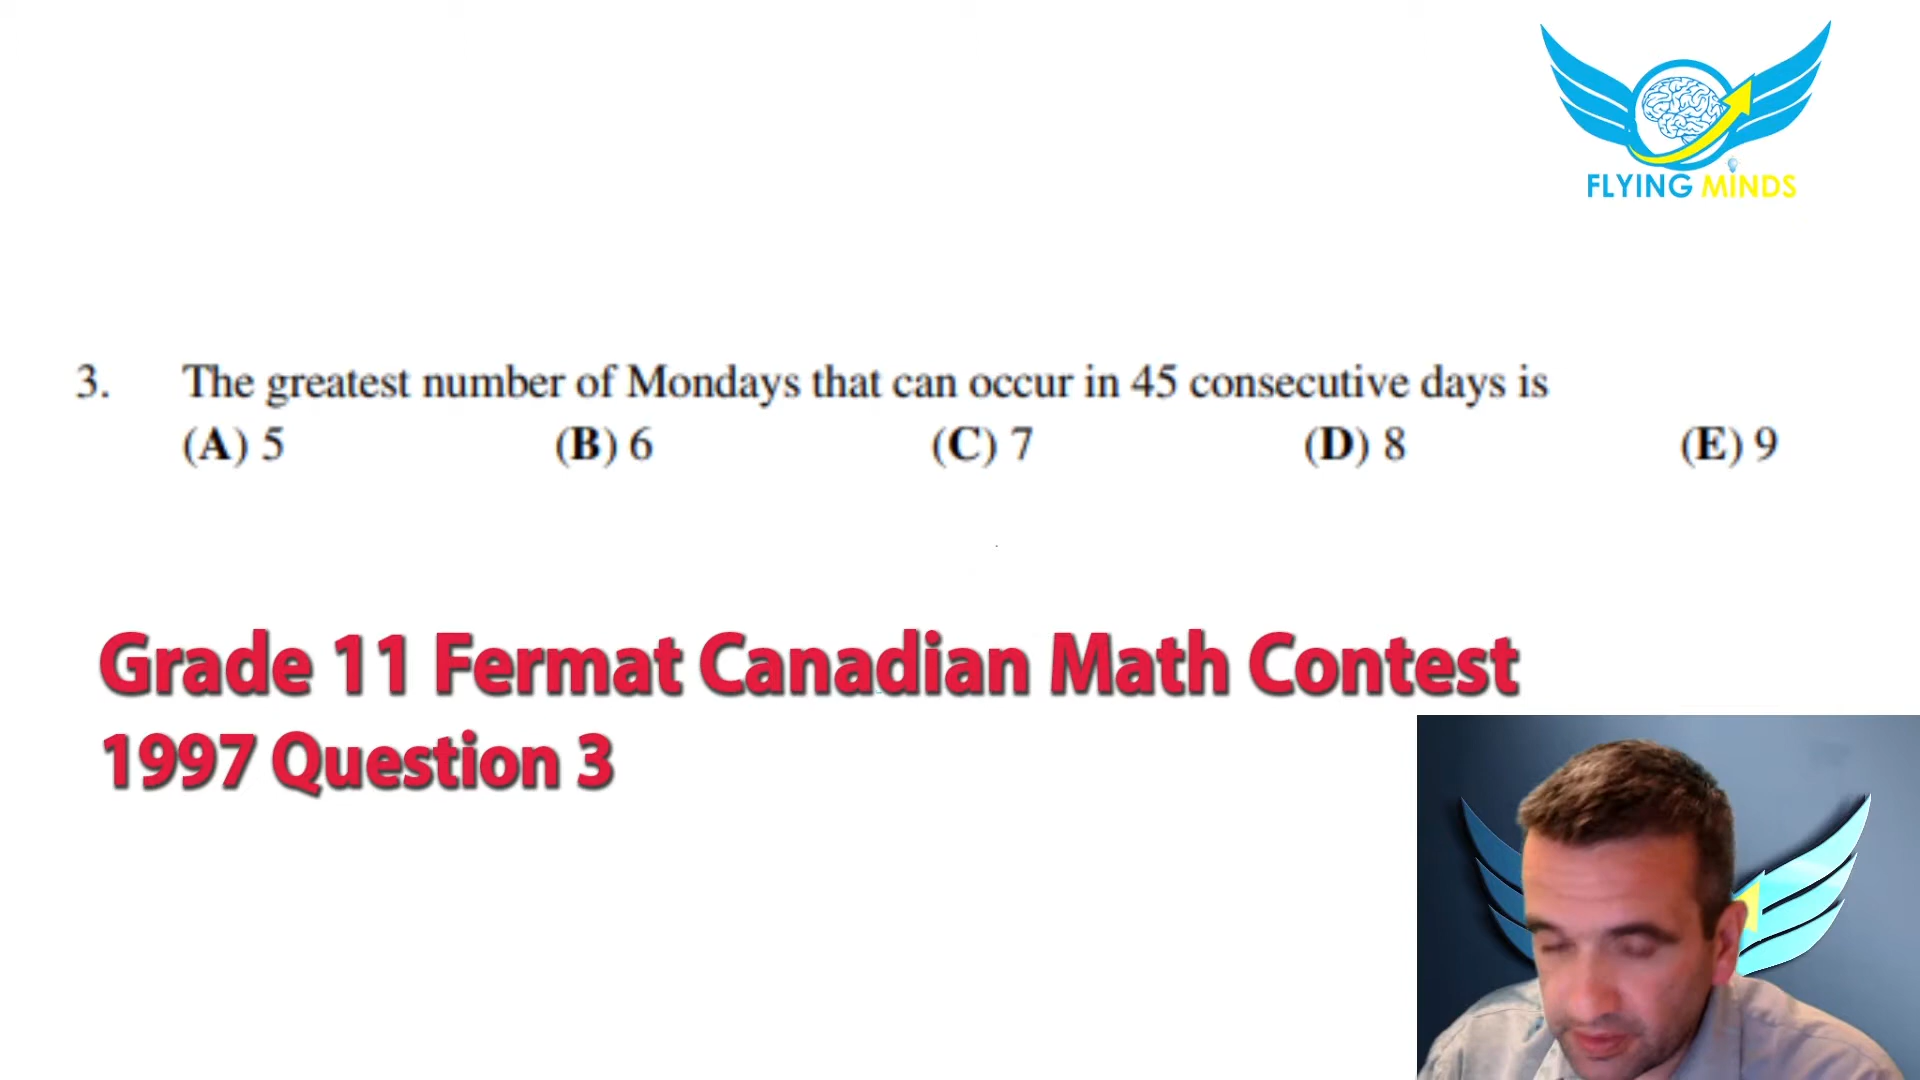 FLYING MINDS
3. The greatest number of Mondays that can occur in 45 consecutive days is
(A) 5 (B) 6 (C) 7 (D) 8 (E) 9
Grade 11 Fermat Canadian Math Contest
1997 Question 3